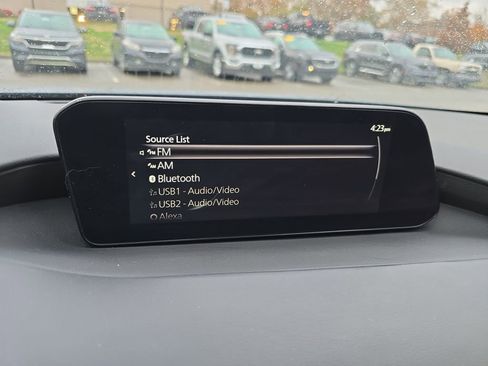 4:23pm
Source List
FM
AM
Bluetooth
USB1 - Audio/Video
USB2 - Audio/Video
Alexa